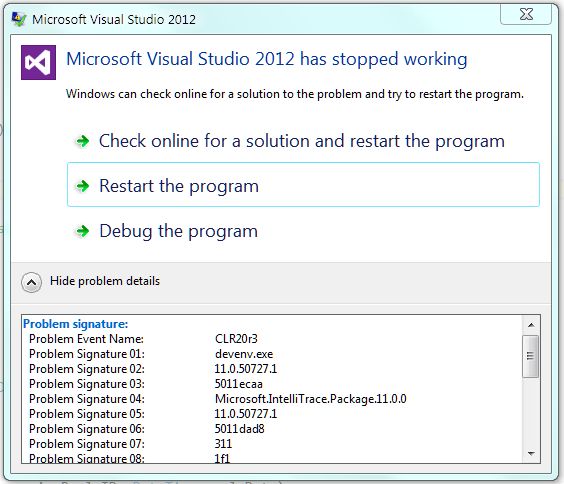 Microsoft Visual Studio 2012
Microsoft Visual Studio 2012 has stopped working
Windows can check online for a solution to the problem and try to restart the program.
Check online for a solution and restart the program
Restart the program
Debug the program
Hide problem details
Problem signature:
Problem Event Name: CLR20r3
Problem Signature 01: devenv.exe
Problem Signature 02: 11.0.50727.1
Problem Signature 03: 5011ecaa
Problem Signature 04: Microsoft.IntelliTrace.Package.11.0.0
Problem Signature 05: 11.0.50727.1
Problem Signature 06: 5011dad8
Problem Signature 07: 311
Problem Signature 08: 1f1